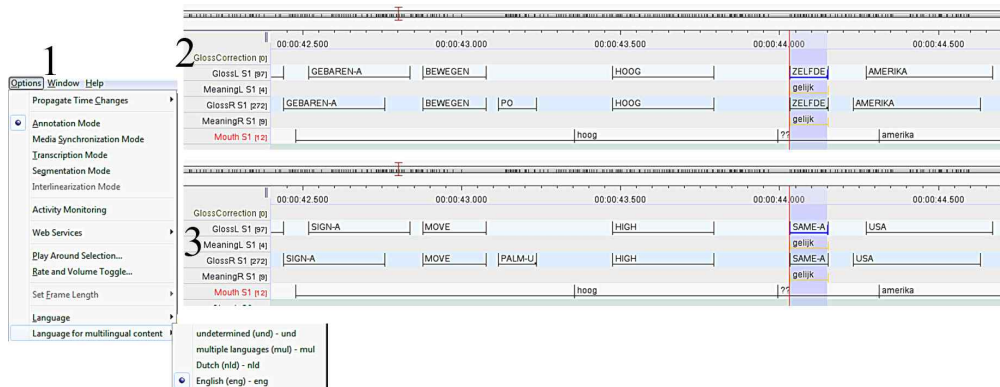 1
Options Window Help
Propagate Time Changes
Annotation Mode
Media Synchronization Mode
Transcription Mode
Segmentation Mode
Interlinearization Mode
Activity Monitoring
Web Services
Play Around Selection...
Rate and Volume Toggle...
Set Frame Length
Language
Language for multilingual content
undetermined (und) - und
multiple languages (mul) - mul
Dutch (nld) - nld
English (eng) - eng
2
00:00:42.500 00:00:43.000 00:00:43.500 00:00:44.000 00:00:44.500
GlossCorrection [0]
GlossL S1 [97] GEBAREN-A BEWEGEN HOOG ZELFDE AMERIKA
MeaningL S1 [4] gelijk
GlossR S1 [272] GEBAREN-A BEWEGEN PO HOOG ZELFDE AMERIKA
MeaningR S1 [9] gelijk
Mouth S1 [12] hoog ?? amerika
3
00:00:42.500 00:00:43.000 00:00:43.500 00:00:44.000 00:00:44.500
GlossCorrection [0]
GlossL S1 [97] SIGN-A MOVE HIGH SAME-A USA
MeaningL S1 [4] gelijk
GlossR S1 [272] SIGN-A MOVE PALM-U HIGH SAME-A USA
MeaningR S1 [9] gelijk
Mouth S1 [12] hoog ?? amerika